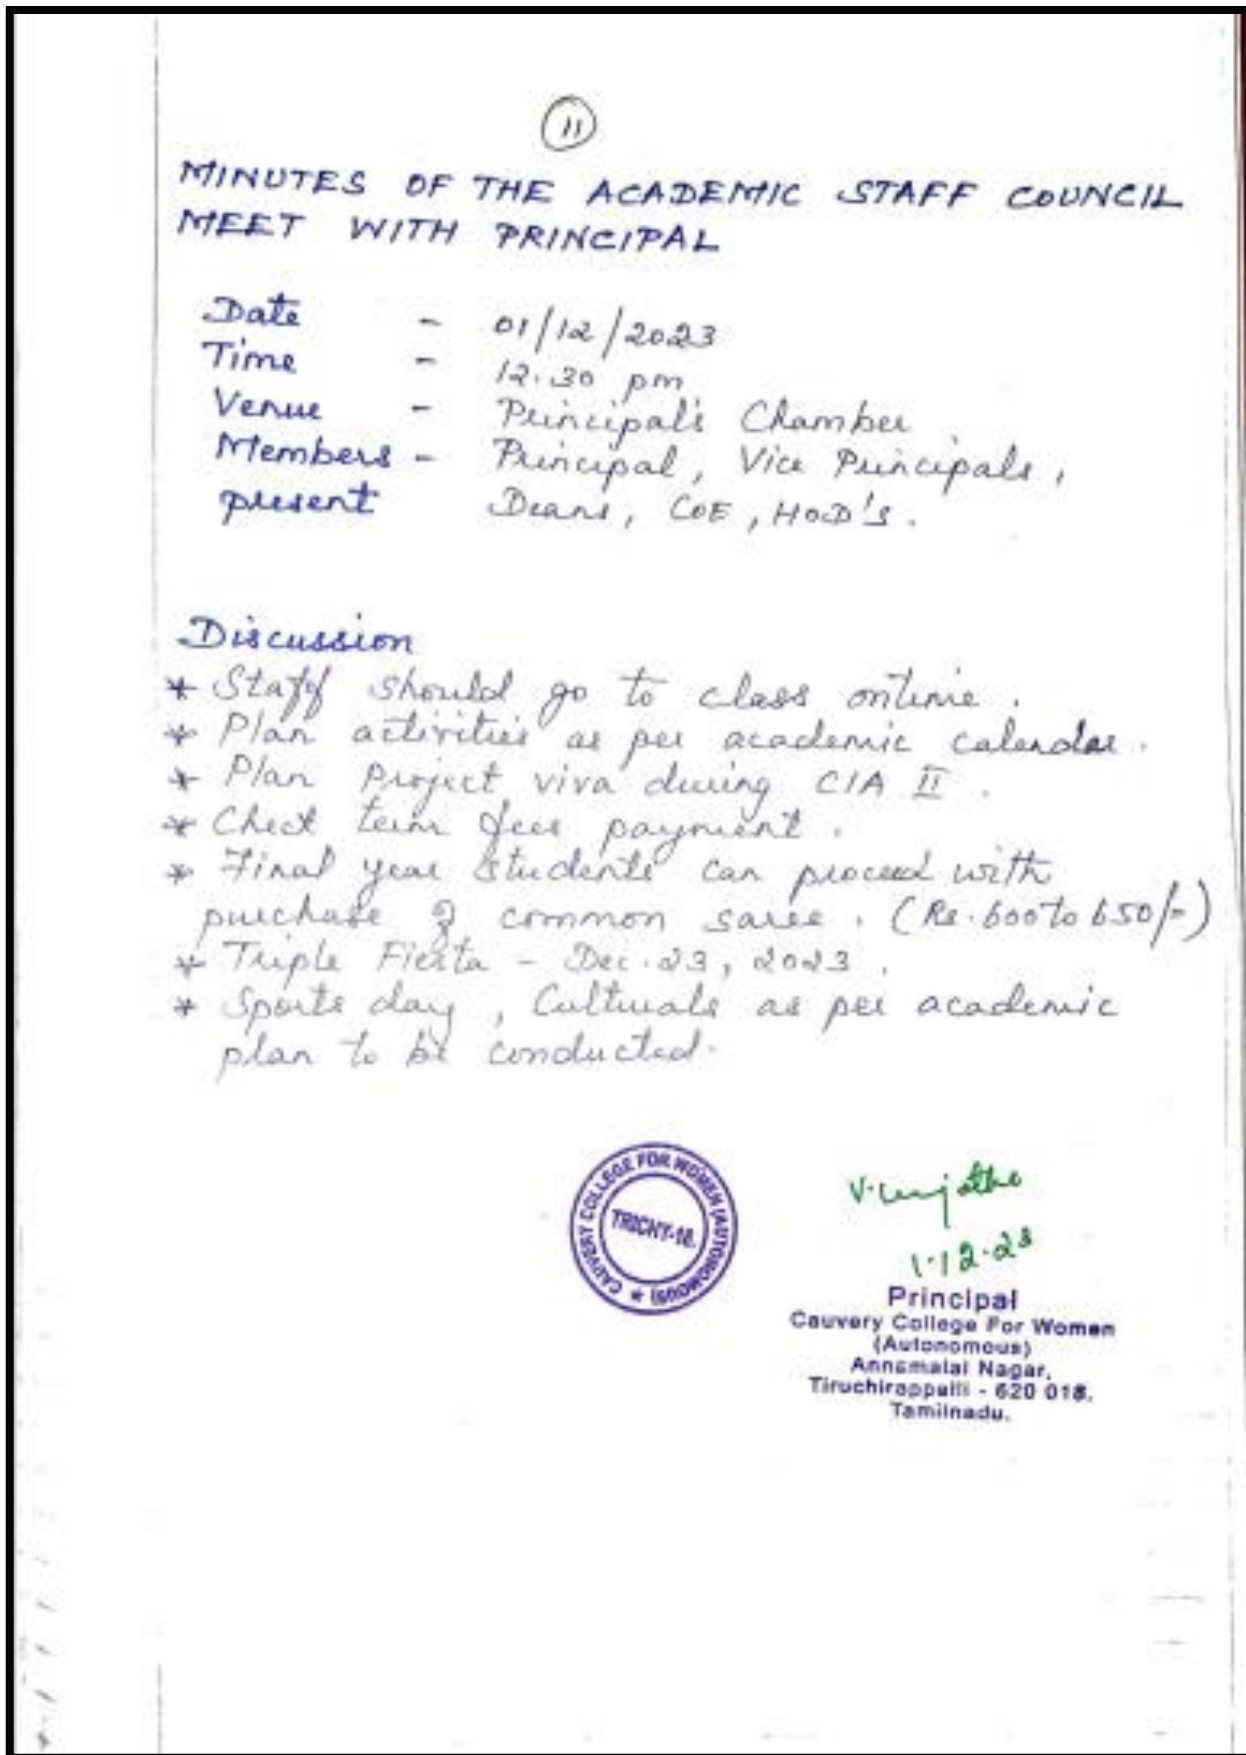 11
MINUTES OF THE ACADEMIC STAFF COUNCIL
MEET WITH PRINCIPAL
Date - 01/12/2023
Time - 12.30 pm
Venue - Principal's Chamber
Members - Principal, Vice Principals,
present Deans, COE, HOD's.
Discussion
* Staff should go to class ontime.
* Plan activities as per academic calendar.
* Plan Project viva during CIA II.
* Check term fees payment.
* Final year students can proceed with
purchase of common saree. (Rs. 600 to 650/-)
* Triple Fiesta - Dec. 23, 2023.
* Sports day, Culturals as per academic
plan to be conducted.
CAUVERY COLLEGE FOR WOMEN (AUTONOMOUS) ★
TRICHY-18.
1.12.23
Principal
Cauvery College For Women
(Autonomous)
Annamalai Nagar,
Tiruchirappalli - 620 018.
Tamilnadu.